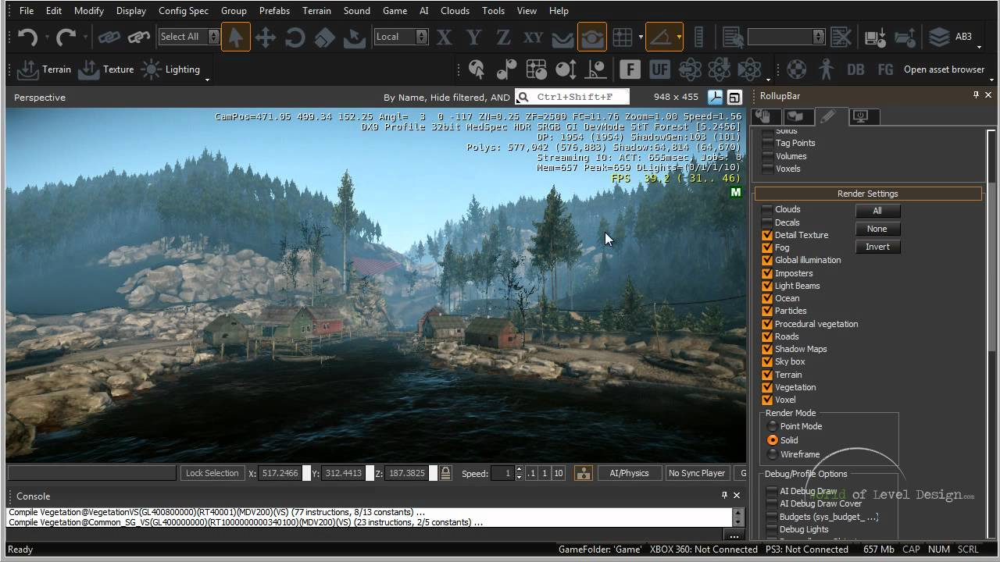 File Edit Modify Display Config Spec Group Prefabs Terrain Sound Game AI Clouds Tools View Help
Select All Local X Y Z XY AB3
Terrain Texture Lighting F UF DB FG Open asset browser
Perspective By Name, Hide filtered, AND Ctrl+Shift+F 948 x 455
RollupBar
CamPos=471.05 499.34 152.25 Angl= 3 0 -117 ZN=0.25 ZF=2500 FC=11.76 Zoom=1.00 Speed=1.56
DX9 Profile 32bit MedSpec HDR SRGB GI DevMode StT Forest [5.2456]
DP: 1954 (1954) ShadowGen:103 (101)
Polys: 577,042 (576,883) Shadow:64,814 (64,670)
Streaming IO: ACT: 655msec, Jobs: 0
Mem=657 Peak=659 DLights=(0/1/1/10)
FPS 39.2 ( 31.. 46)
M
Solids
Tag Points
Volumes
Voxels
Render Settings
Clouds
Decals
Detail Texture
Fog
Global illumination
Imposters
Light Beams
Ocean
Particles
Procedural vegetation
Roads
Shadow Maps
Sky box
Terrain
Vegetation
Voxel
All
None
Invert
Render Mode
Point Mode
Solid
Wireframe
Debug/Profile Options
AI Debug Draw
World of Level Design.com
AI Debug Draw Cover
Budgets (sys_budget_ ...)
Debug Lights
Lock Selection X: 517.2466 Y: 312.4413 Z: 187.3825 Speed: 1 .1 1 10 AI/Physics No Sync Player G
Console
Compile Vegetation@VegetationVS(GL400800000)(RT40001)(MDV209)(VS) (77 instructions, 8/13 constants) ...
Compile Vegetation@Common_SG_VS(GL400000000)(RT10000000000340100)(MDV200)(VS) (23 instructions, 2/5 constants) ...
...
Ready GameFolder: 'Game' XBOX 360: Not Connected PS3: Not Connected 657 Mb CAP NUM SCRL